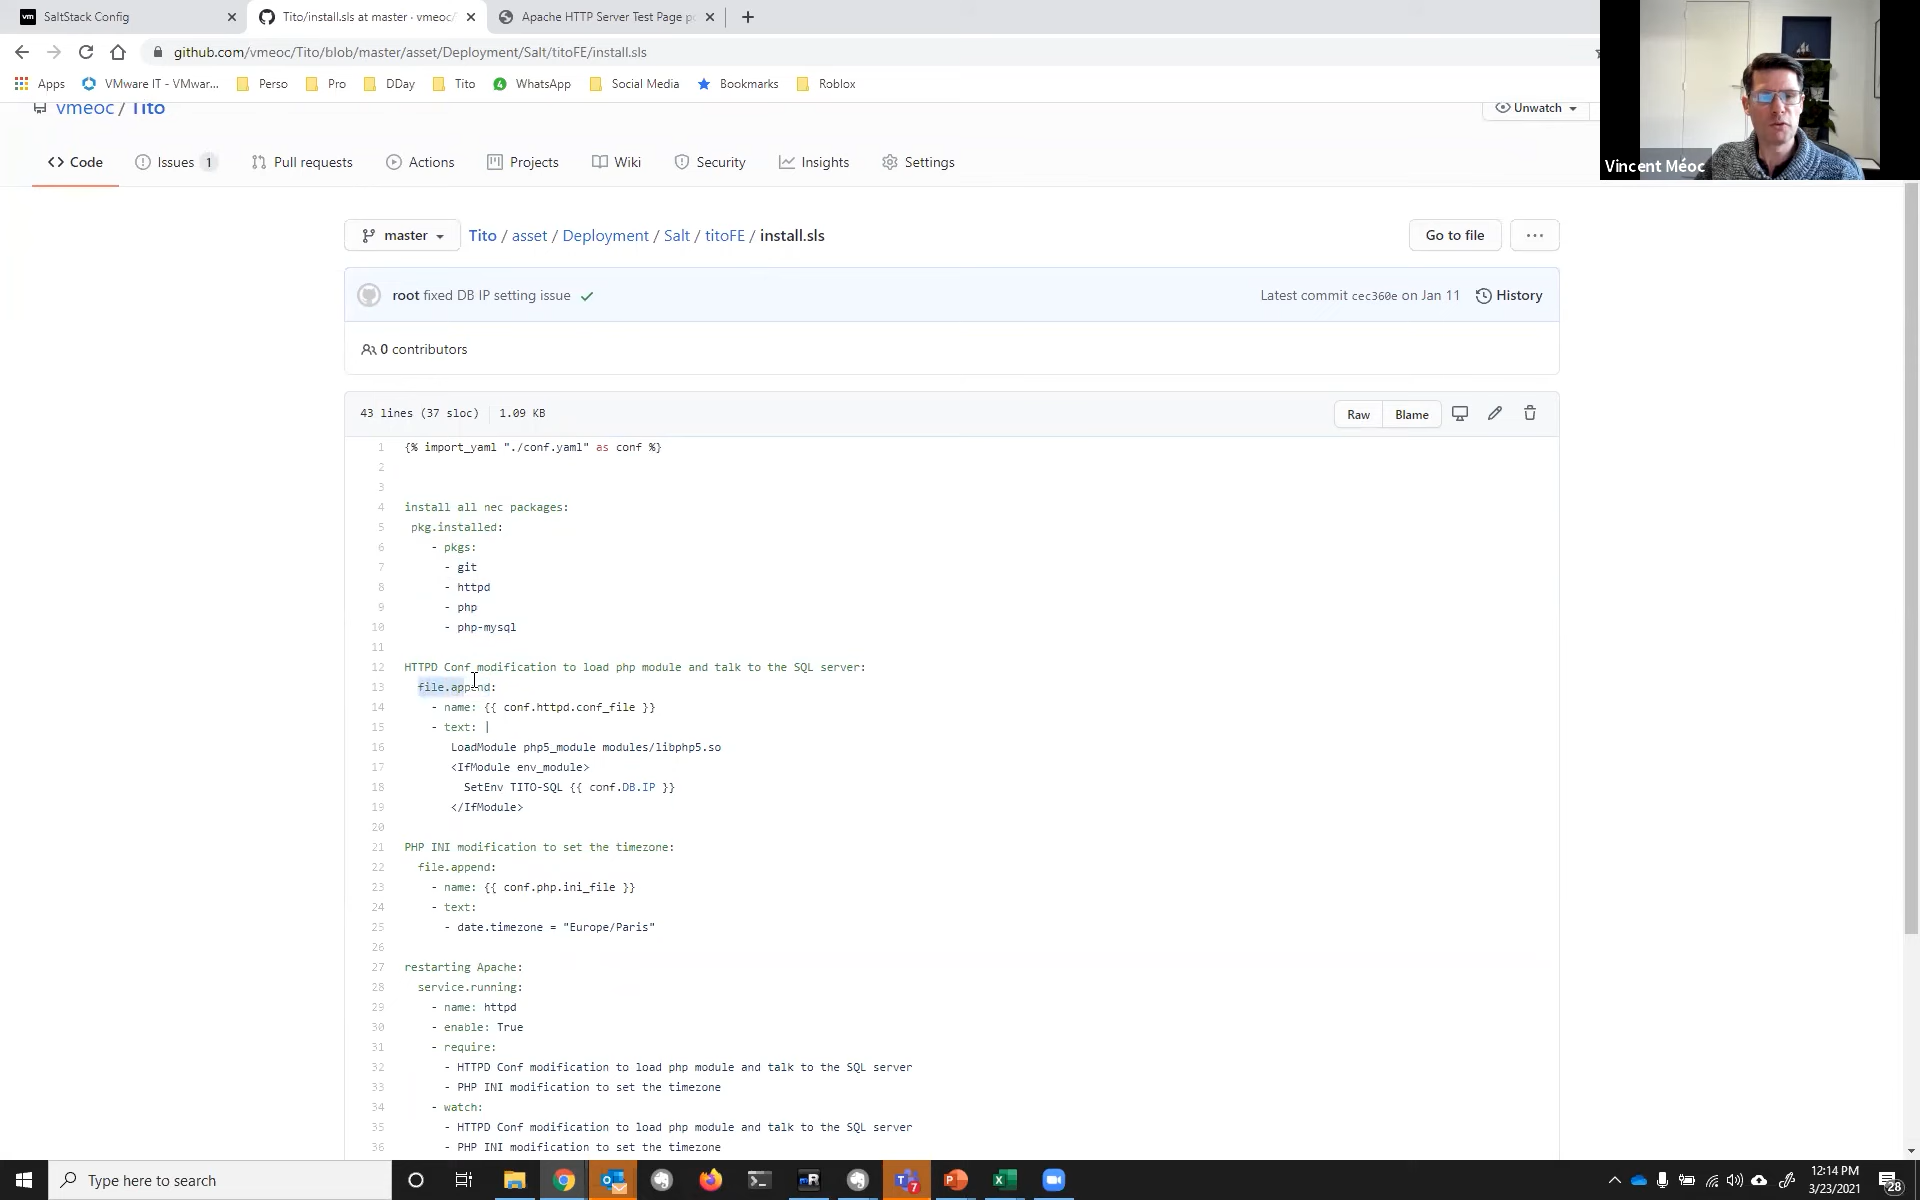 vm SaltStack Config
Tito/install.sls at master · vmeoc/
Apache HTTP Server Test Page po
github.com/vmeoc/Tito/blob/master/asset/Deployment/Salt/titoFE/install.sls
Apps VMware IT - VMwar... Perso Pro DDay Tito 4 WhatsApp Social Media Bookmarks Roblox
Vincent Méoc
vmeoc / Tito
Unwatch
<> Code Issues 1 Pull requests Actions Projects Wiki Security Insights Settings
master Tito / asset / Deployment / Salt / titoFE / install.sls Go to file ...
root fixed DB IP setting issue Latest commit cec360e on Jan 11 History
0 contributors
43 lines (37 sloc) 1.09 KB Raw Blame
1 {% import_yaml "./conf.yaml" as conf %}
2
3
4 install all nec packages:
5 pkg.installed:
6 - pkgs:
7 - git
8 - httpd
9 - php
10 - php-mysql
11
12 HTTPD Conf modification to load php module and talk to the SQL server:
13 file.append:
14 - name: {{ conf.httpd.conf_file }}
15 - text: |
16 LoadModule php5_module modules/libphp5.so
17 <IfModule env_module>
18 SetEnv TITO-SQL {{ conf.DB.IP }}
19 </IfModule>
20
21 PHP INI modification to set the timezone:
22 file.append:
23 - name: {{ conf.php.ini_file }}
24 - text:
25 - date.timezone = "Europe/Paris"
26
27 restarting Apache:
28 service.running:
29 - name: httpd
30 - enable: True
31 - require:
32 - HTTPD Conf modification to load php module and talk to the SQL server
33 - PHP INI modification to set the timezone
34 - watch:
35 - HTTPD Conf modification to load php module and talk to the SQL server
36 - PHP INI modification to set the timezone
Type here to search
7
12:14 PM
3/23/2021
28